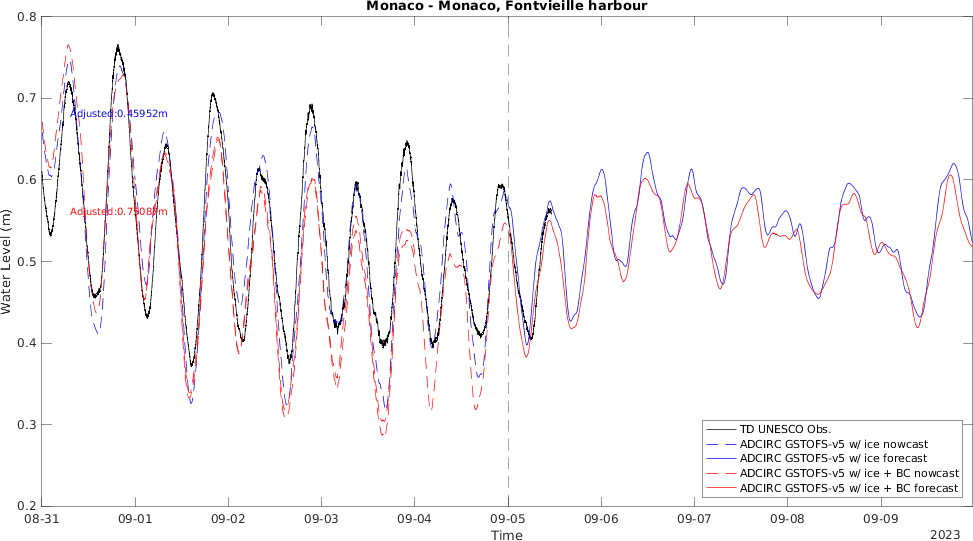 Monaco - Monaco, Fontvieille harbour
0.8
0.7
0.6
0.5
0.4
0.3
0.2
Water Level (m)
Adjusted:0.45952m
08-31
09-01
09-02
09-03
09-04
09-05
09-06
09-07
09-08
09-09
Time
2023
TD UNESCO Obs.
ADCIRC GSTOFS-v5 w/ ice nowcast
ADCIRC GSTOFS-v5 w/ ice forecast
ADCIRC GSTOFS-v5 w/ ice + BC nowcast
ADCIRC GSTOFS-v5 w/ ice + BC forecast